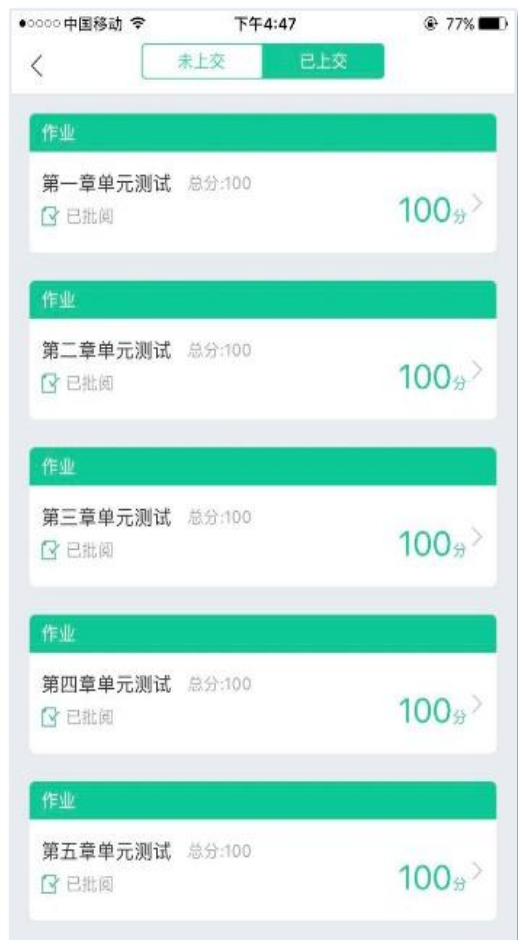 中国移动 下午4:47 77%
未上交 已上交
作业
第一章单元测试 总分:100
已批阅
100分
作业
第二章单元测试 总分:100
已批阅
100分
作业
第三章单元测试 总分:100
已批阅
100分
作业
第四章单元测试 总分:100
已批阅
100分
作业
第五章单元测试 总分:100
已批阅
100分